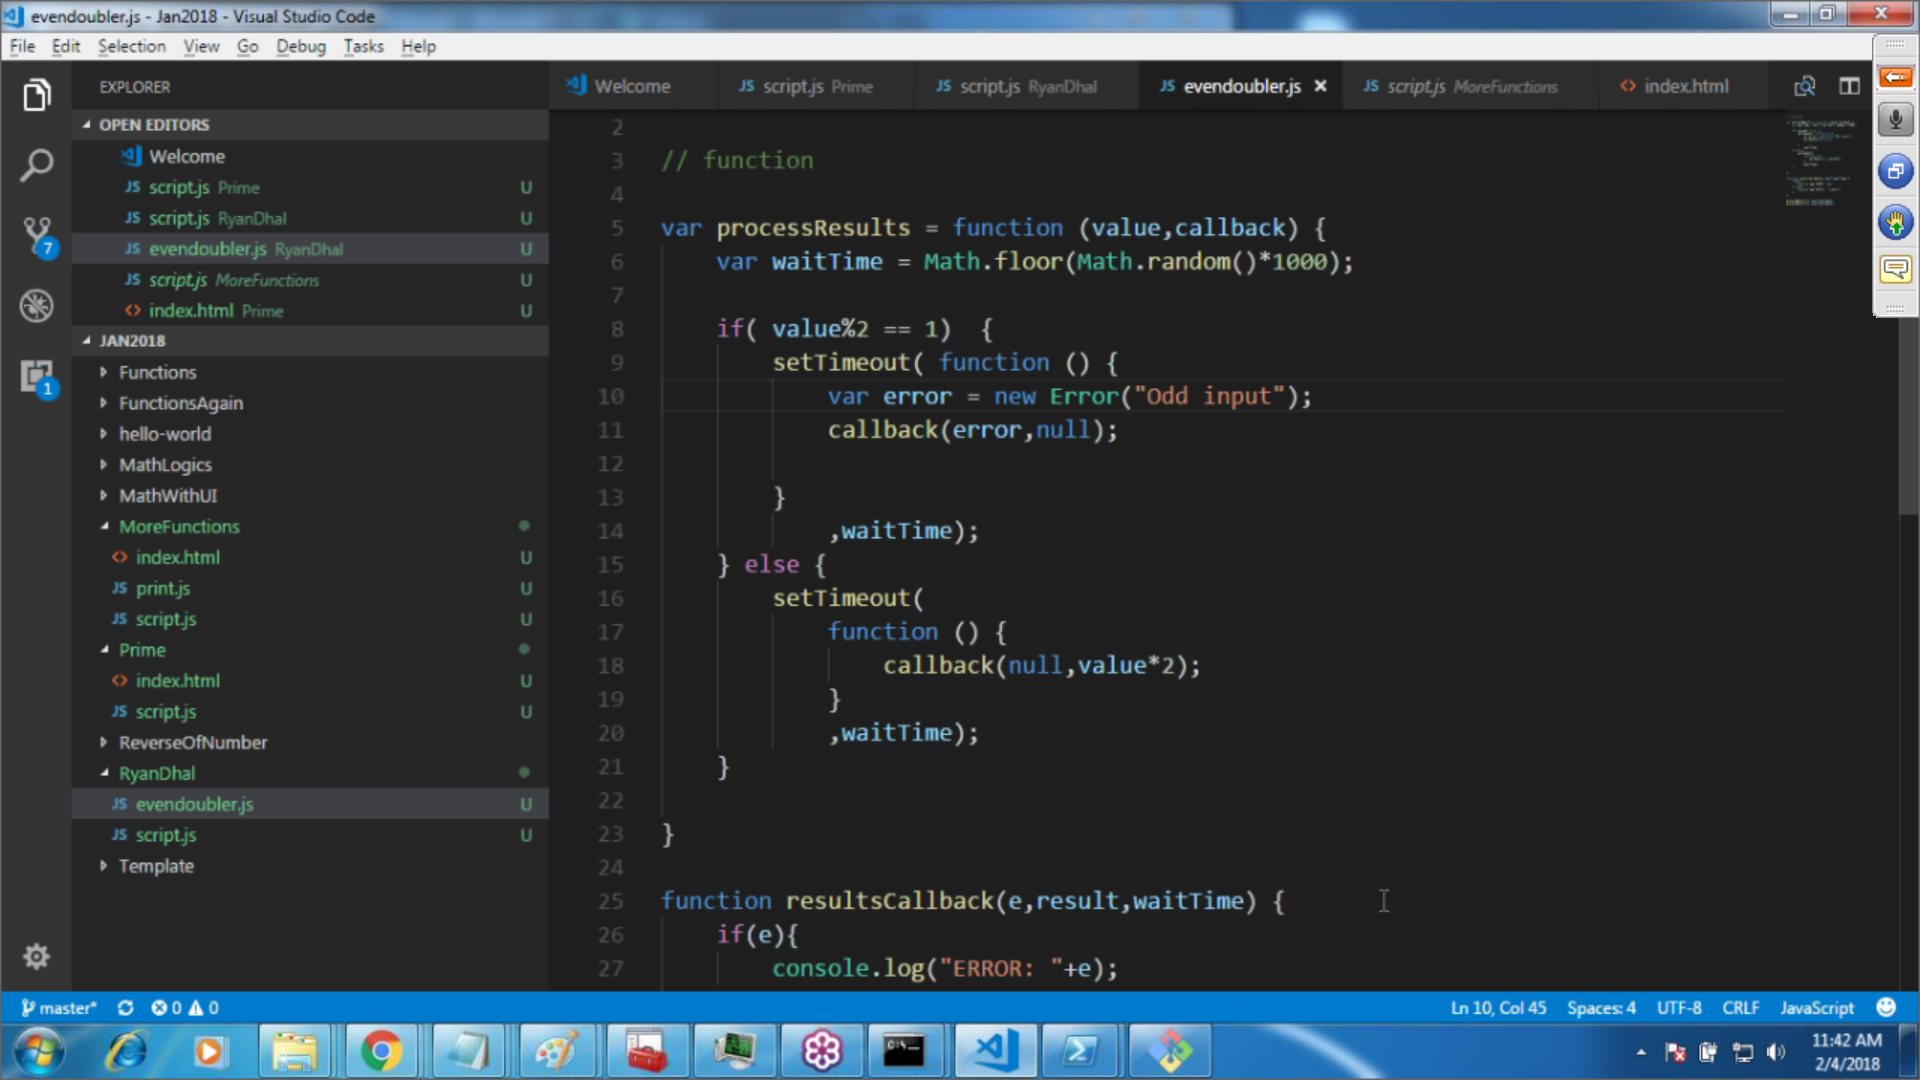 evendoubler.js - Jan2018 - Visual Studio Code
File Edit Selection View Go Debug Tasks Help
EXPLORER
OPEN EDITORS
Welcome
JS script.js Prime U
JS script.js RyanDhal U
JS evendoubler.js RyanDhal U
JS script.js MoreFunctions U
<> index.html Prime U
JAN2018
Functions
FunctionsAgain
hello-world
MathLogics
MathWithUI
MoreFunctions
<> index.html U
JS print.js U
JS script.js U
Prime
<> index.html U
JS script.js U
ReverseOfNumber
RyanDhal
JS evendoubler.js U
JS script.js U
Template
7
1
Welcome JS script.js Prime JS script.js RyanDhal JS evendoubler.js × JS script.js MoreFunctions <> index.html
2
3 // function
4
5 var processResults = function (value,callback) {
6 var waitTime = Math.floor(Math.random()*1000);
7
8 if( value%2 == 1) {
9 setTimeout( function () {
10 var error = new Error("Odd input");
11 callback(error,null);
12
13 }
14 ,waitTime);
15 } else {
16 setTimeout(
17 function () {
18 callback(null,value*2);
19 }
20 ,waitTime);
21 }
22
23 }
24
25 function resultsCallback(e,result,waitTime) {
26 if(e){
27 console.log("ERROR: "+e);
master* 0 0 Ln 10, Col 45 Spaces: 4 UTF-8 CRLF JavaScript
C:\
11:42 AM
2/4/2018